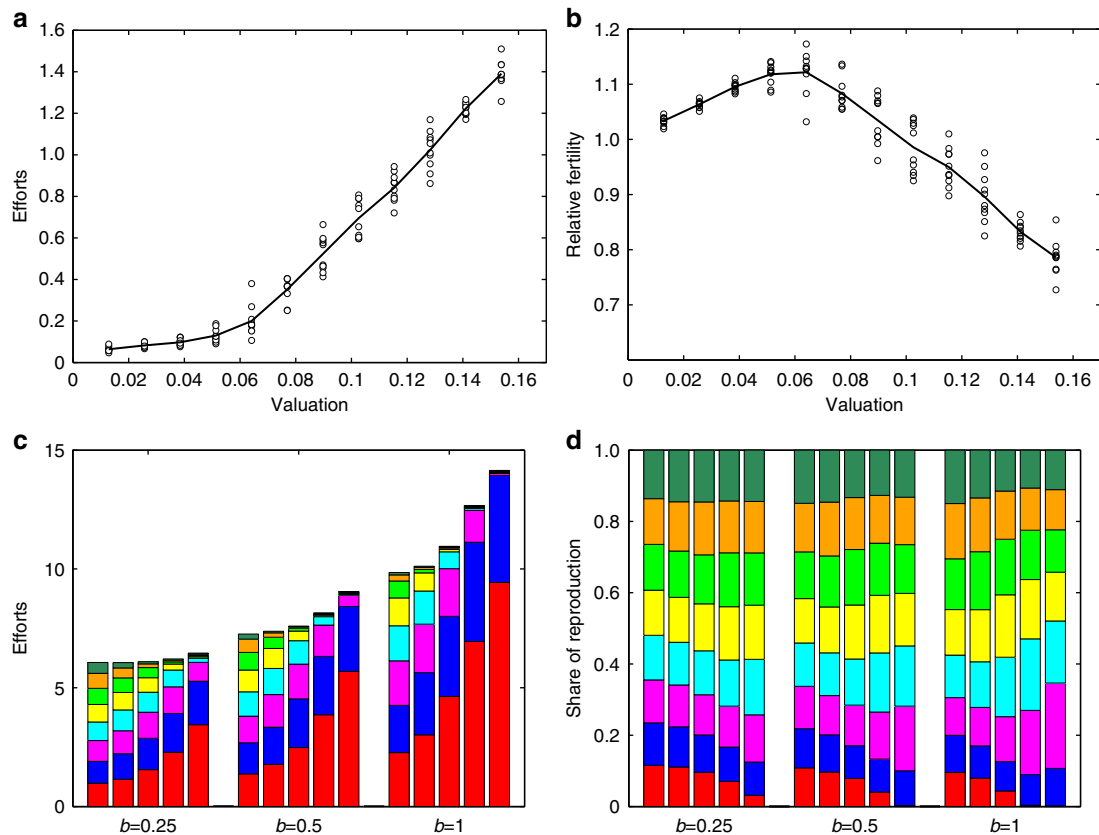 a
1.6
1.4
1.2
1.0
0.8
0.6
0.4
0.2
0
Efforts
0 0.02 0.04 0.06 0.08 0.1 0.12 0.14 0.16
Valuation
b
1.2
1.1
1.0
0.9
0.8
0.7
Relative fertility
0 0.02 0.04 0.06 0.08 0.1 0.12 0.14 0.16
Valuation
c
15
10
5
0
Efforts
b=0.25 b=0.5 b=1
d
1.0
0.8
0.6
0.4
0.2
0
Share of reproduction
b=0.25 b=0.5 b=1